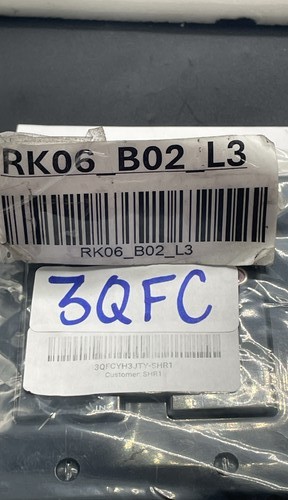 RK06_B02_L3
RK06_B02_L3
3QFC
3QFCYH3JTY-SHR1
Customer:SHR1